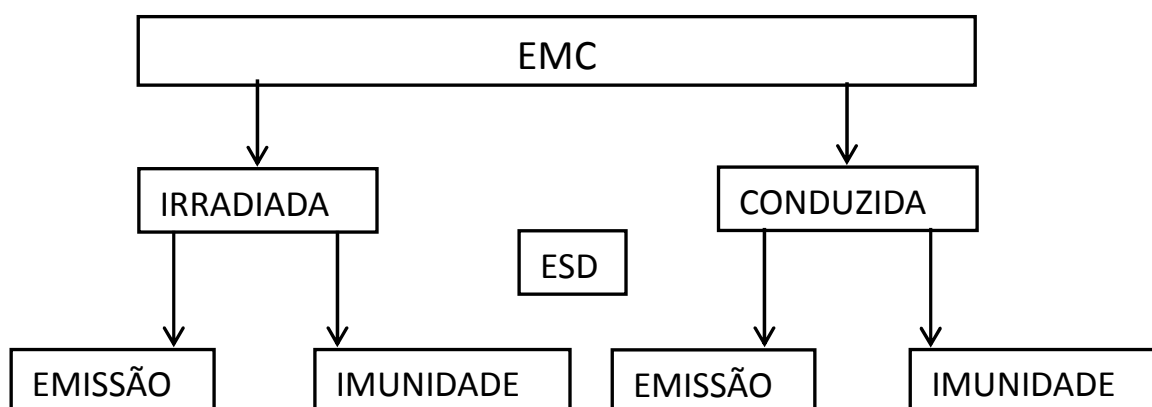 EMC
IRRADIADA
CONDUZIDA
ESD
EMISSÃO
IMUNIDADE
EMISSÃO
IMUNIDADE